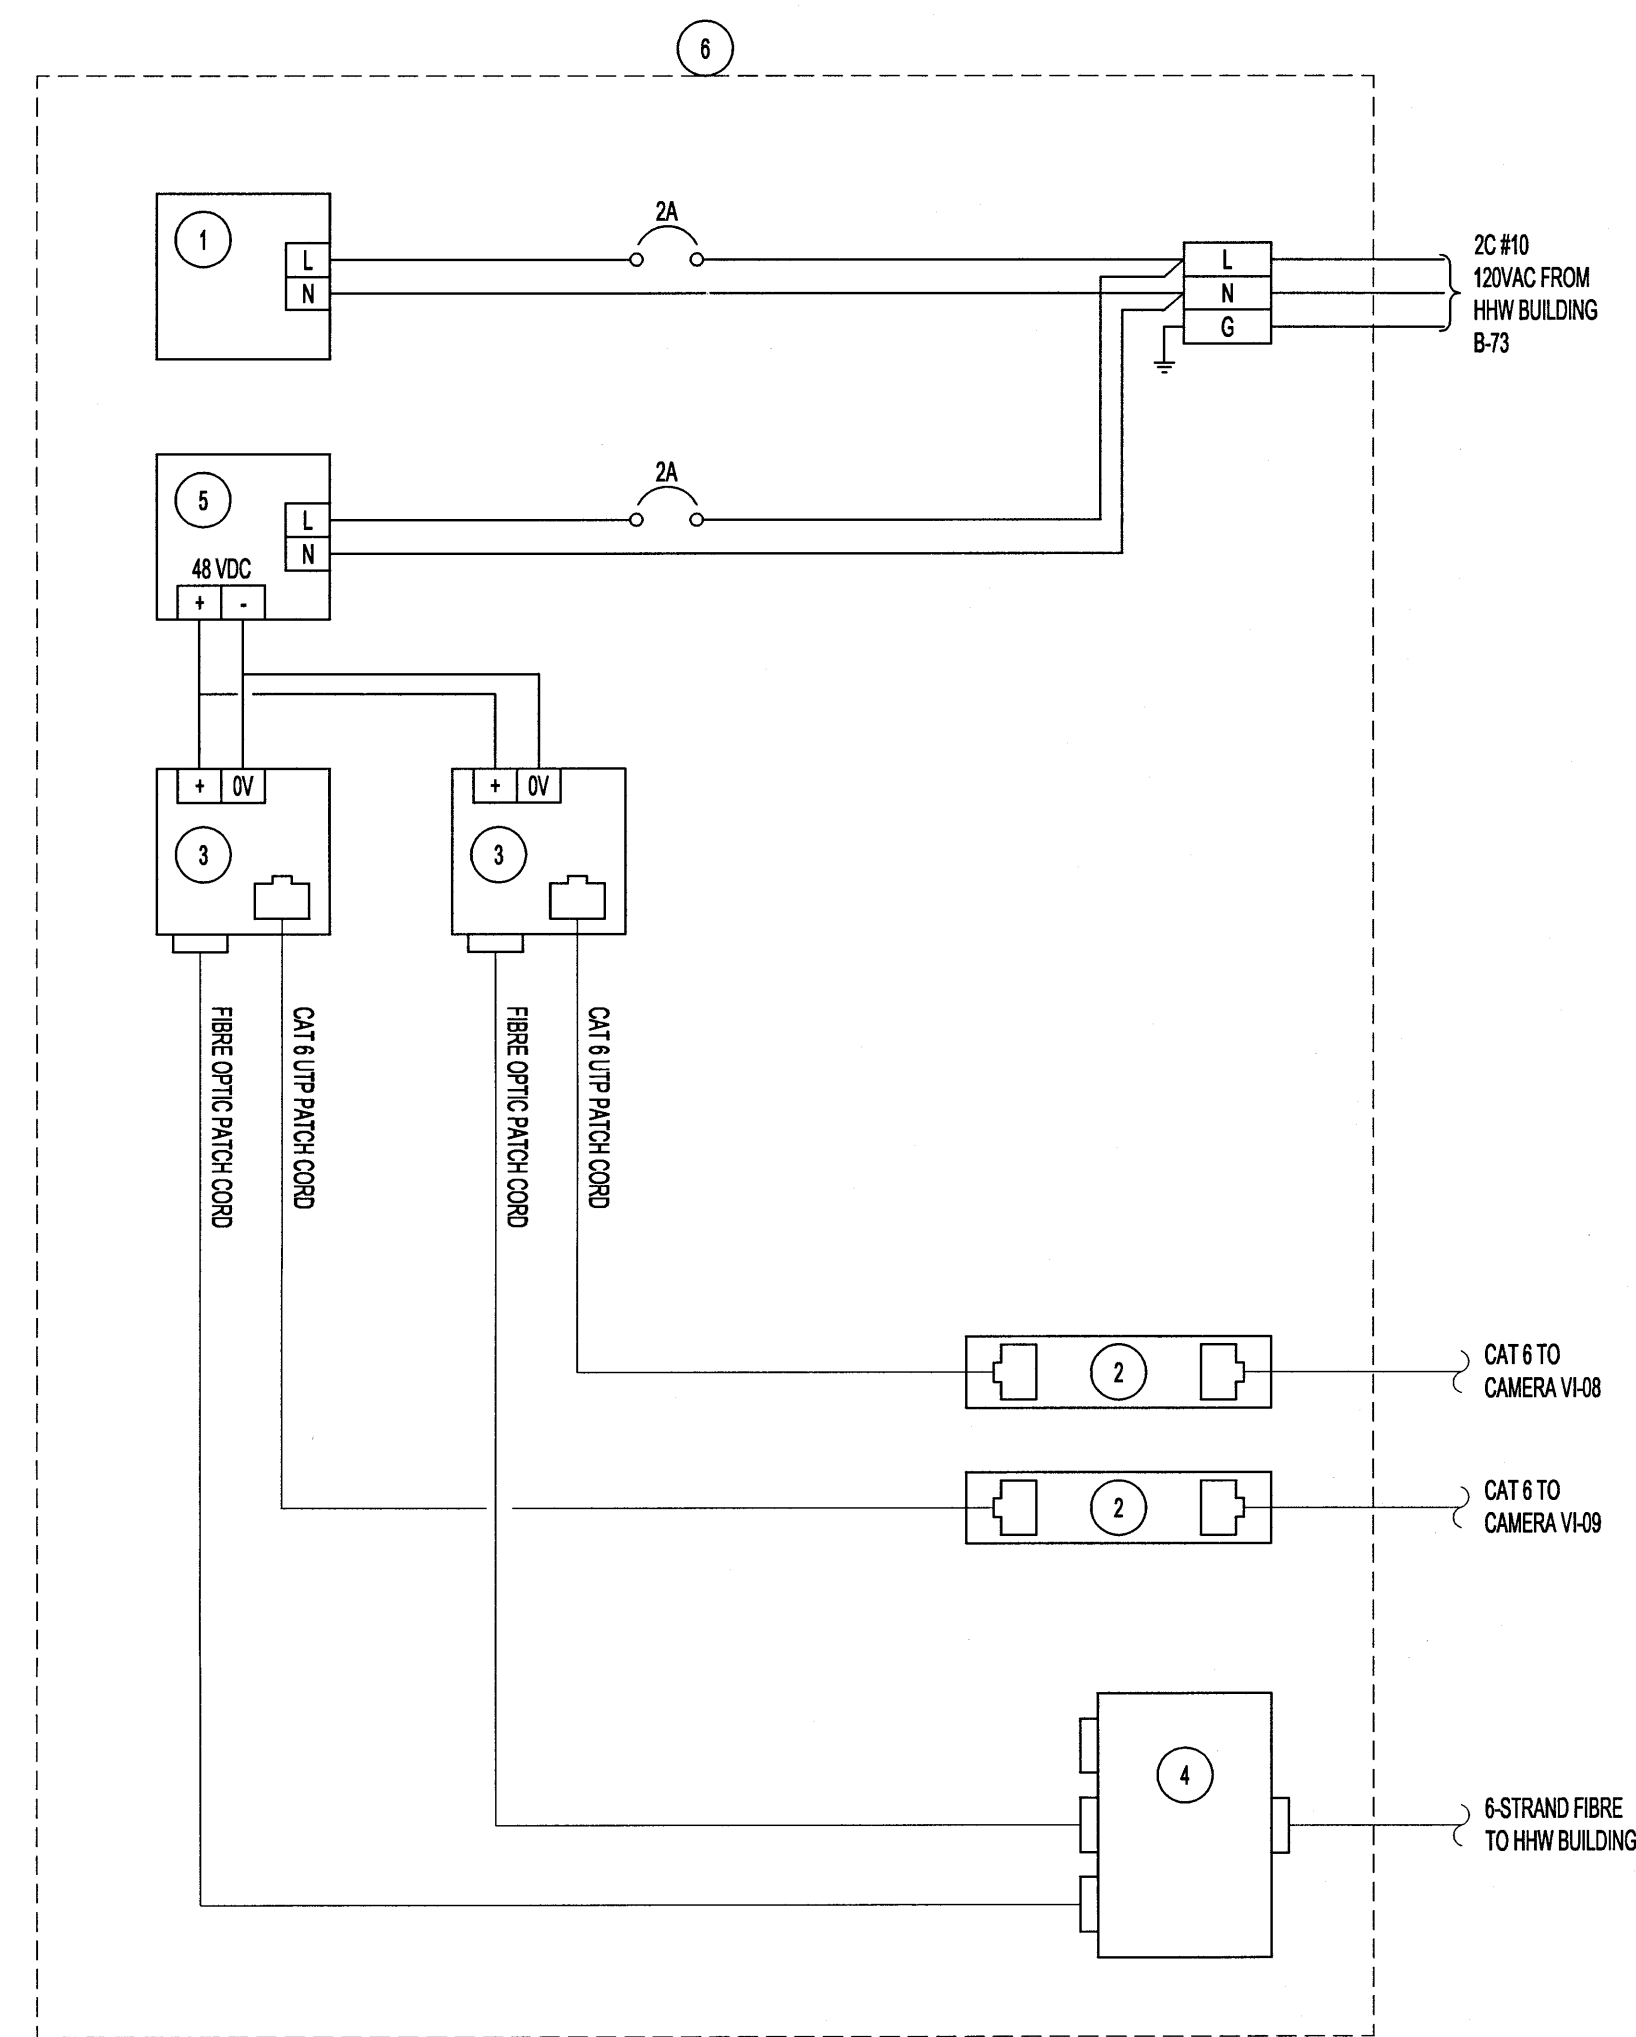 6
1
L
N
2A
L
N
G
2C #10
120VAC FROM
HHW BUILDING
B-73
5
L
N
2A
48 VDC
+ -
+ 0V
3
+ 0V
3
FIBRE OPTIC PATCH CORD
CAT 6 UTP PATCH CORD
FIBRE OPTIC PATCH CORD
CAT 6 UTP PATCH CORD
2
CAT 6 TO
CAMERA VI-08
2
CAT 6 TO
CAMERA VI-09
4
6-STRAND FIBRE
TO HHW BUILDING